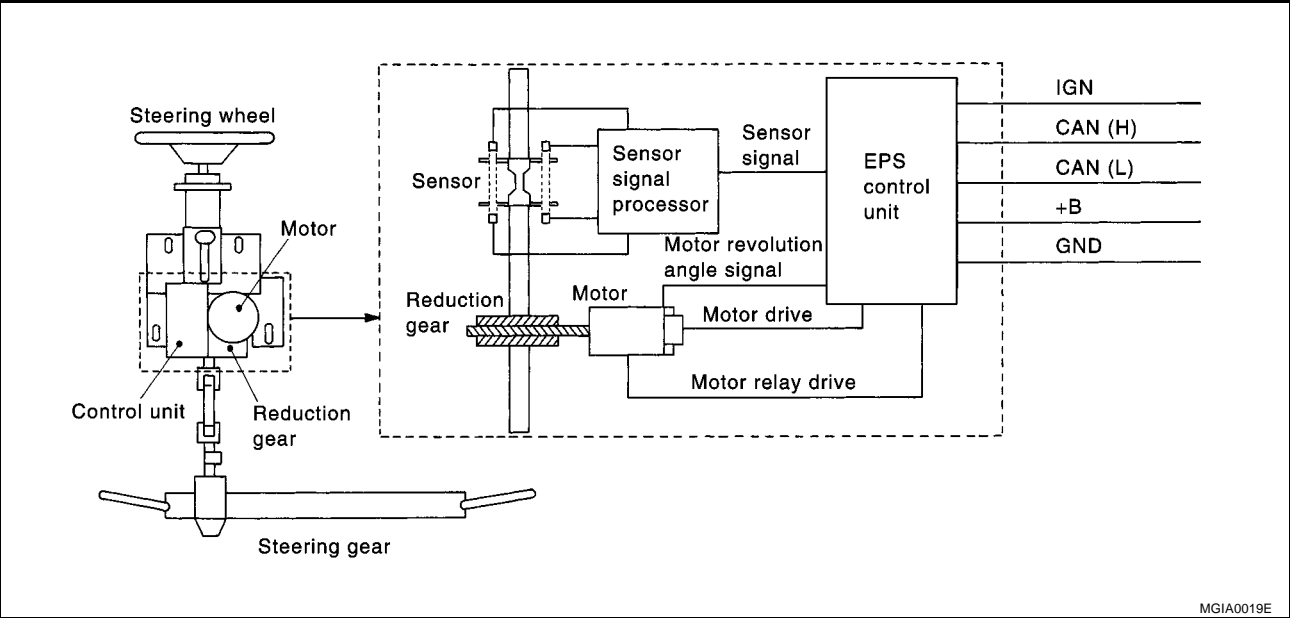 Steering wheel
Motor
Control unit
Reduction
gear
Steering gear
Sensor
Sensor
signal
processor
Sensor
signal
EPS
control
unit
Motor revolution
angle signal
Reduction
gear
Motor
Motor drive
Motor relay drive
IGN
CAN (H)
CAN (L)
+B
GND
MGIA0019E